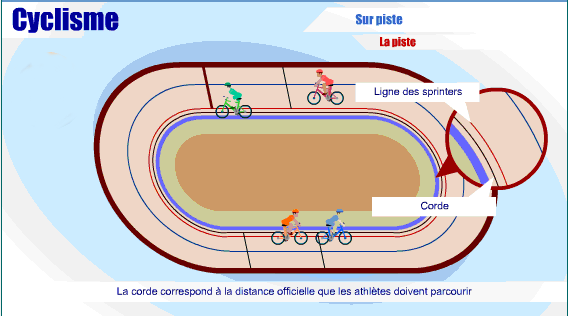 Cyclisme
Sur piste
La piste
Ligne des sprinters
Corde
La corde correspond à la distance officielle que les athlètes doivent parcourir